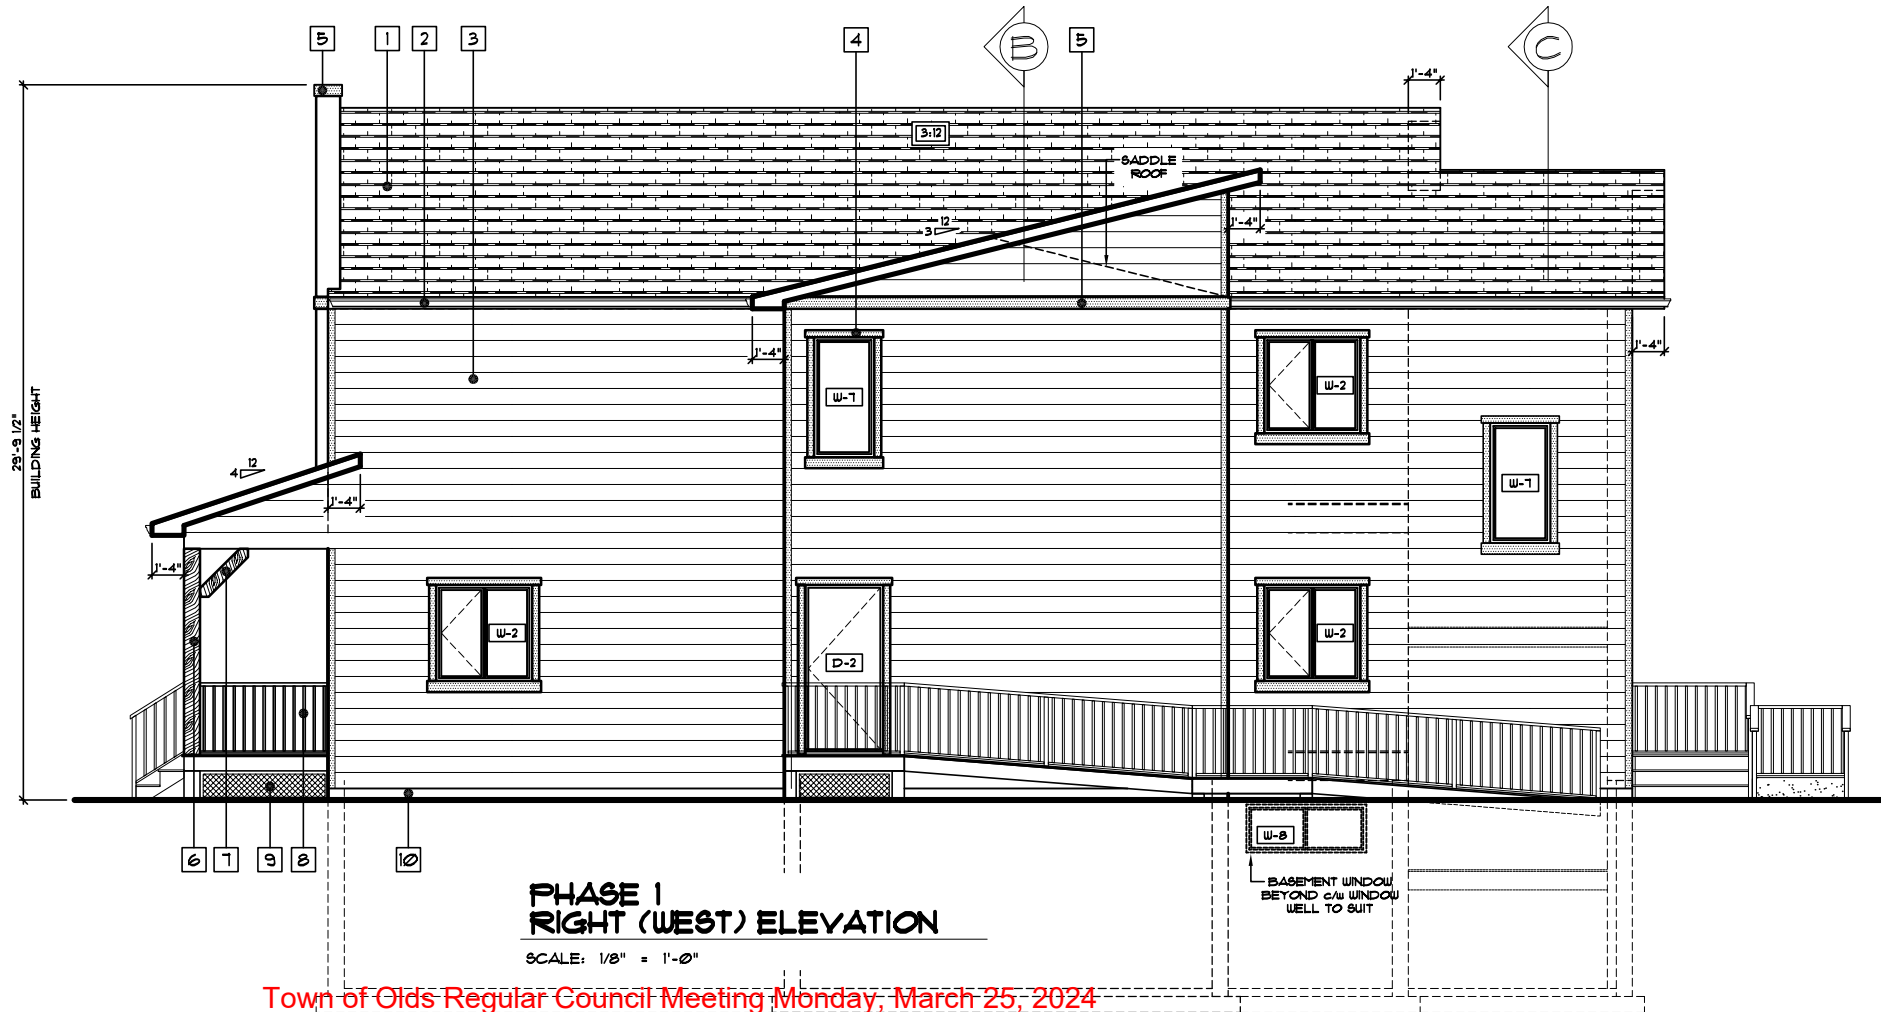 5 1 2 3 4 B 5 C
1'-4"
3:12
SADDLE
ROOF
12
3
1'-4"
1'-4"
1'-4"
W-7
W-2
29'-9 1/2"
BUILDING HEIGHT
12
4
1'-4"
W-7
1'-4"
W-2
D-2
W-2
W-8
6 7 9 8 10
BASEMENT WINDOW
BEYOND c/w WINDOW
WELL TO SUIT
PHASE 1
RIGHT (WEST) ELEVATION
SCALE: 1/8" = 1'-0"
Town of Olds Regular Council Meeting Monday, March 25, 2024